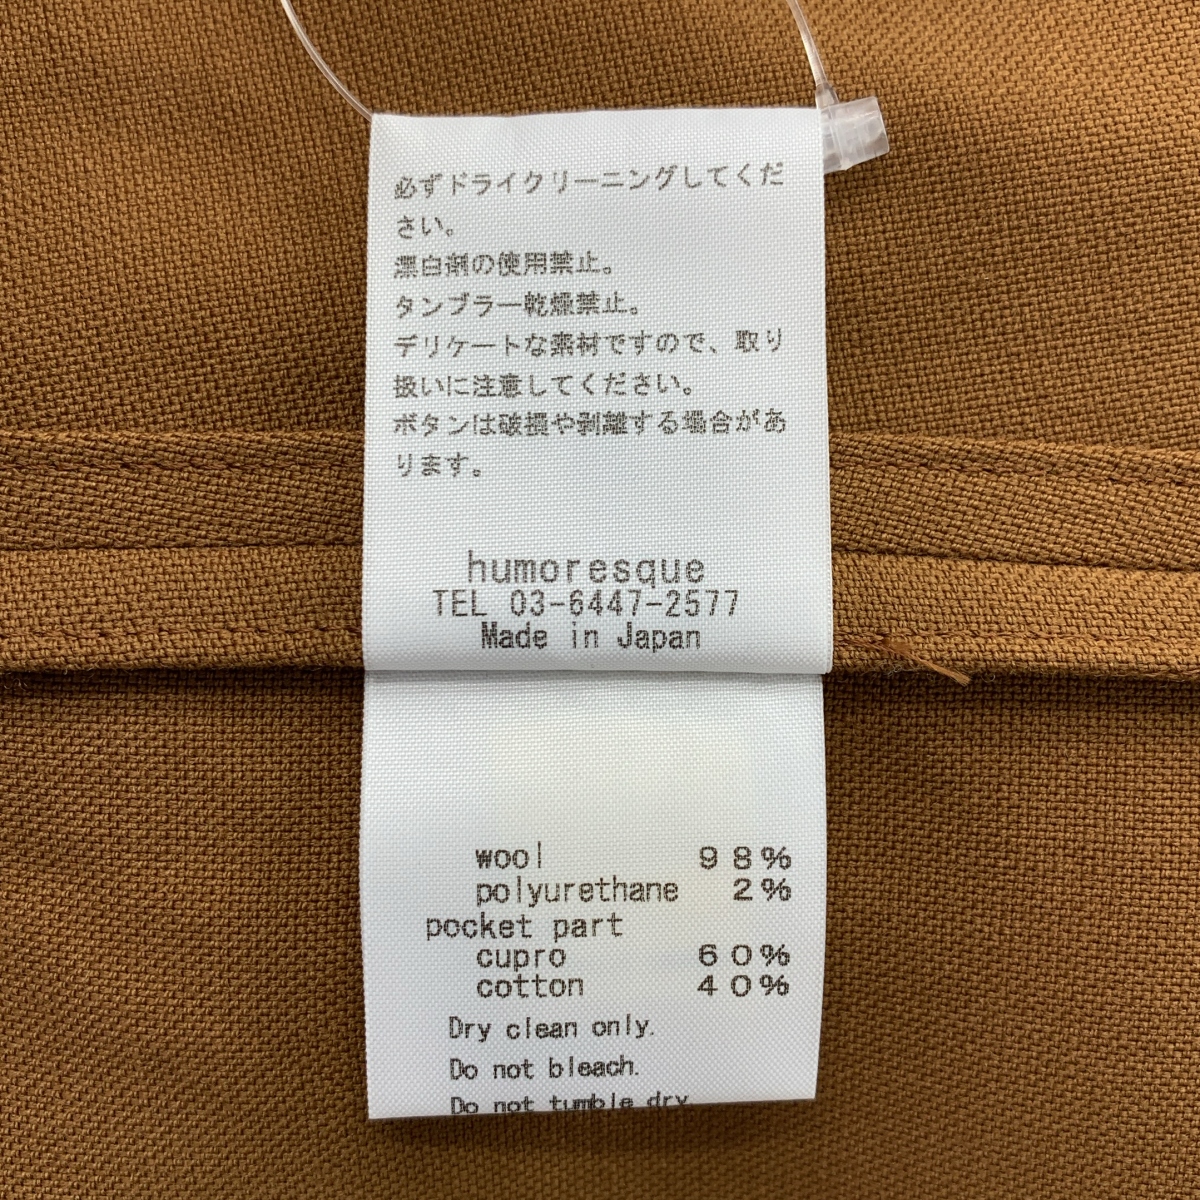 必ずドライクリーニングしてくだ
さい。
漂白剤の使用禁止。
タンブラー乾燥禁止。
デリケートな素材ですので、取り
扱いに注意してください。
ボタンは破損や剥離する場合があ
ります。
humoresque
TEL 03-6447-2577
Made in Japan
wool 98%
polyurethane 2%
pocket part
cupro 60%
cotton 40%
Dry clean only.
Do not bleach.
Do not tumble dry